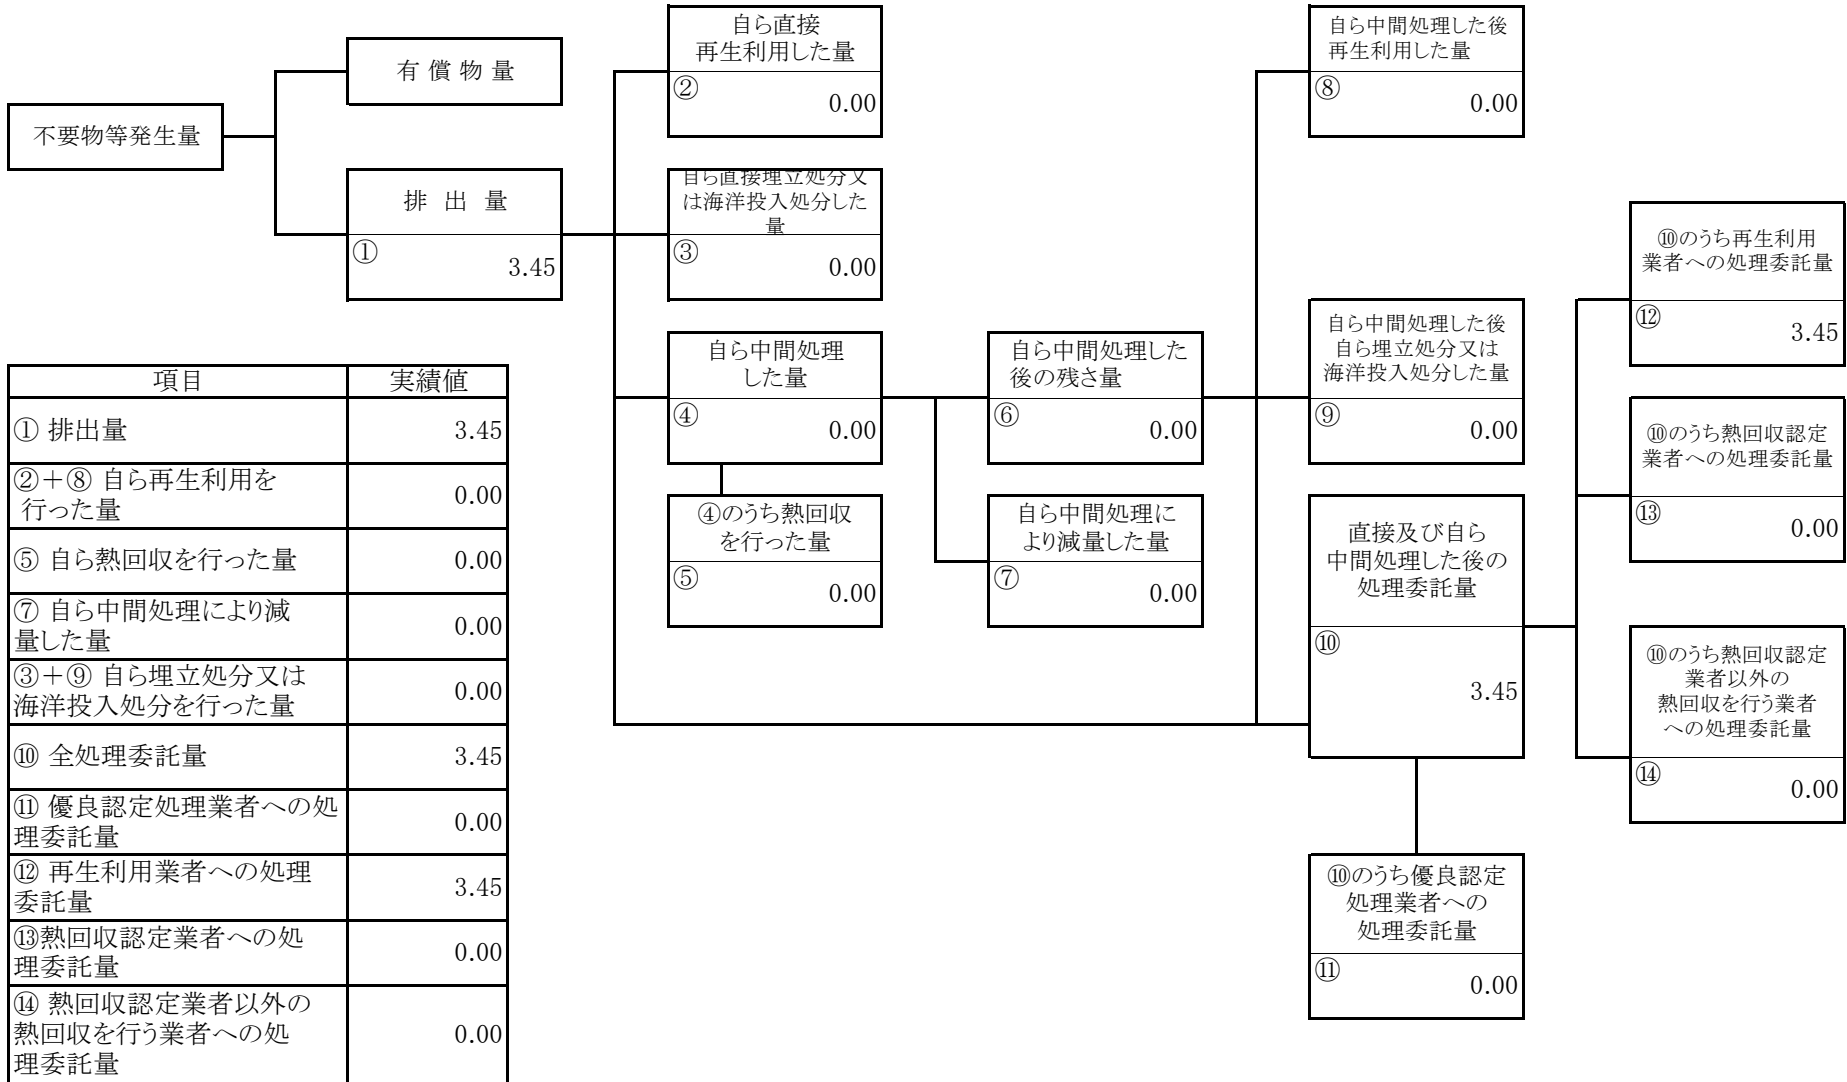 不要物等発生量
有 償 物 量
排 出 量
①
3.45
自ら直接
再生利用した量
②
0.00
自ら直接埋立処分又
は海洋投入処分した
量
③
0.00
自ら中間処理
した量
④
0.00
④のうち熱回収
を行った量
⑤
0.00
自ら中間処理した
後の残さ量
⑥
0.00
自ら中間処理に
より減量した量
⑦
0.00
自ら中間処理した後
再生利用した量
⑧
0.00
自ら中間処理した後
自ら埋立処分又は
海洋投入処分した量
⑨
0.00
直接及び自ら
中間処理した後の
処理委託量
⑩
3.45
⑩のうち優良認定
処理業者への
処理委託量
⑪
0.00
⑩のうち再生利用
業者への処理委託量
⑫
3.45
⑩のうち熱回収認定
業者への処理委託量
⑬
0.00
⑩のうち熱回収認定
業者以外の
熱回収を行う業者
への処理委託量
⑭
0.00
項目 実績値
① 排出量 3.45
②+⑧ 自ら再生利用を
行った量
0.00
⑤ 自ら熱回収を行った量 0.00
⑦ 自ら中間処理により減
量した量
0.00
③+⑨ 自ら埋立処分又は
海洋投入処分を行った量
0.00
⑩ 全処理委託量 3.45
⑪ 優良認定処理業者への処
理委託量
0.00
⑫ 再生利用業者への処理
委託量
3.45
⑬熱回収認定業者への処
理委託量
0.00
⑭ 熱回収認定業者以外の
熱回収を行う業者への処
理委託量
0.00